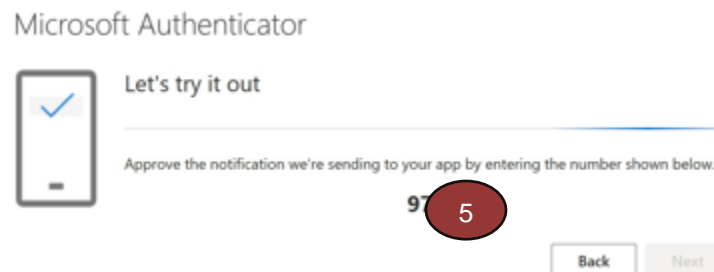 Microsoft Authenticator
Let's try it out
Approve the notification we're sending to your app by entering the number shown below.
97
5
Back
Next